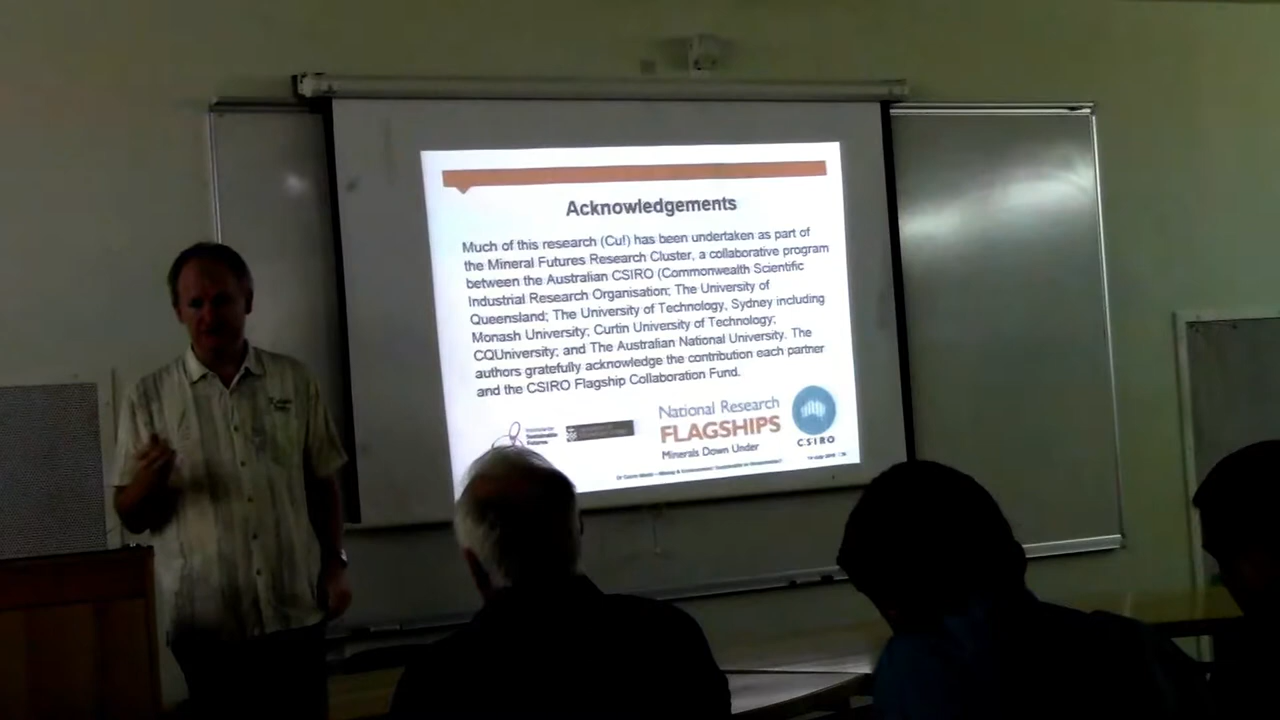 Acknowledgements
Much of this research (Cu!) has been undertaken as part of
the Mineral Futures Research Cluster, a collaborative program
between the Australian CSIRO (Commonwealth Scientific
Industrial Research Organisation; The University of
Queensland; The University of Technology, Sydney including
Monash University; Curtin University of Technology;
CQUniversity; and The Australian National University. The
authors gratefully acknowledge the contribution each partner
and the CSIRO Flagship Collaboration Fund.
Sustainable
Futures
National Research
FLAGSHIPS
Minerals Down Under
CSIRO